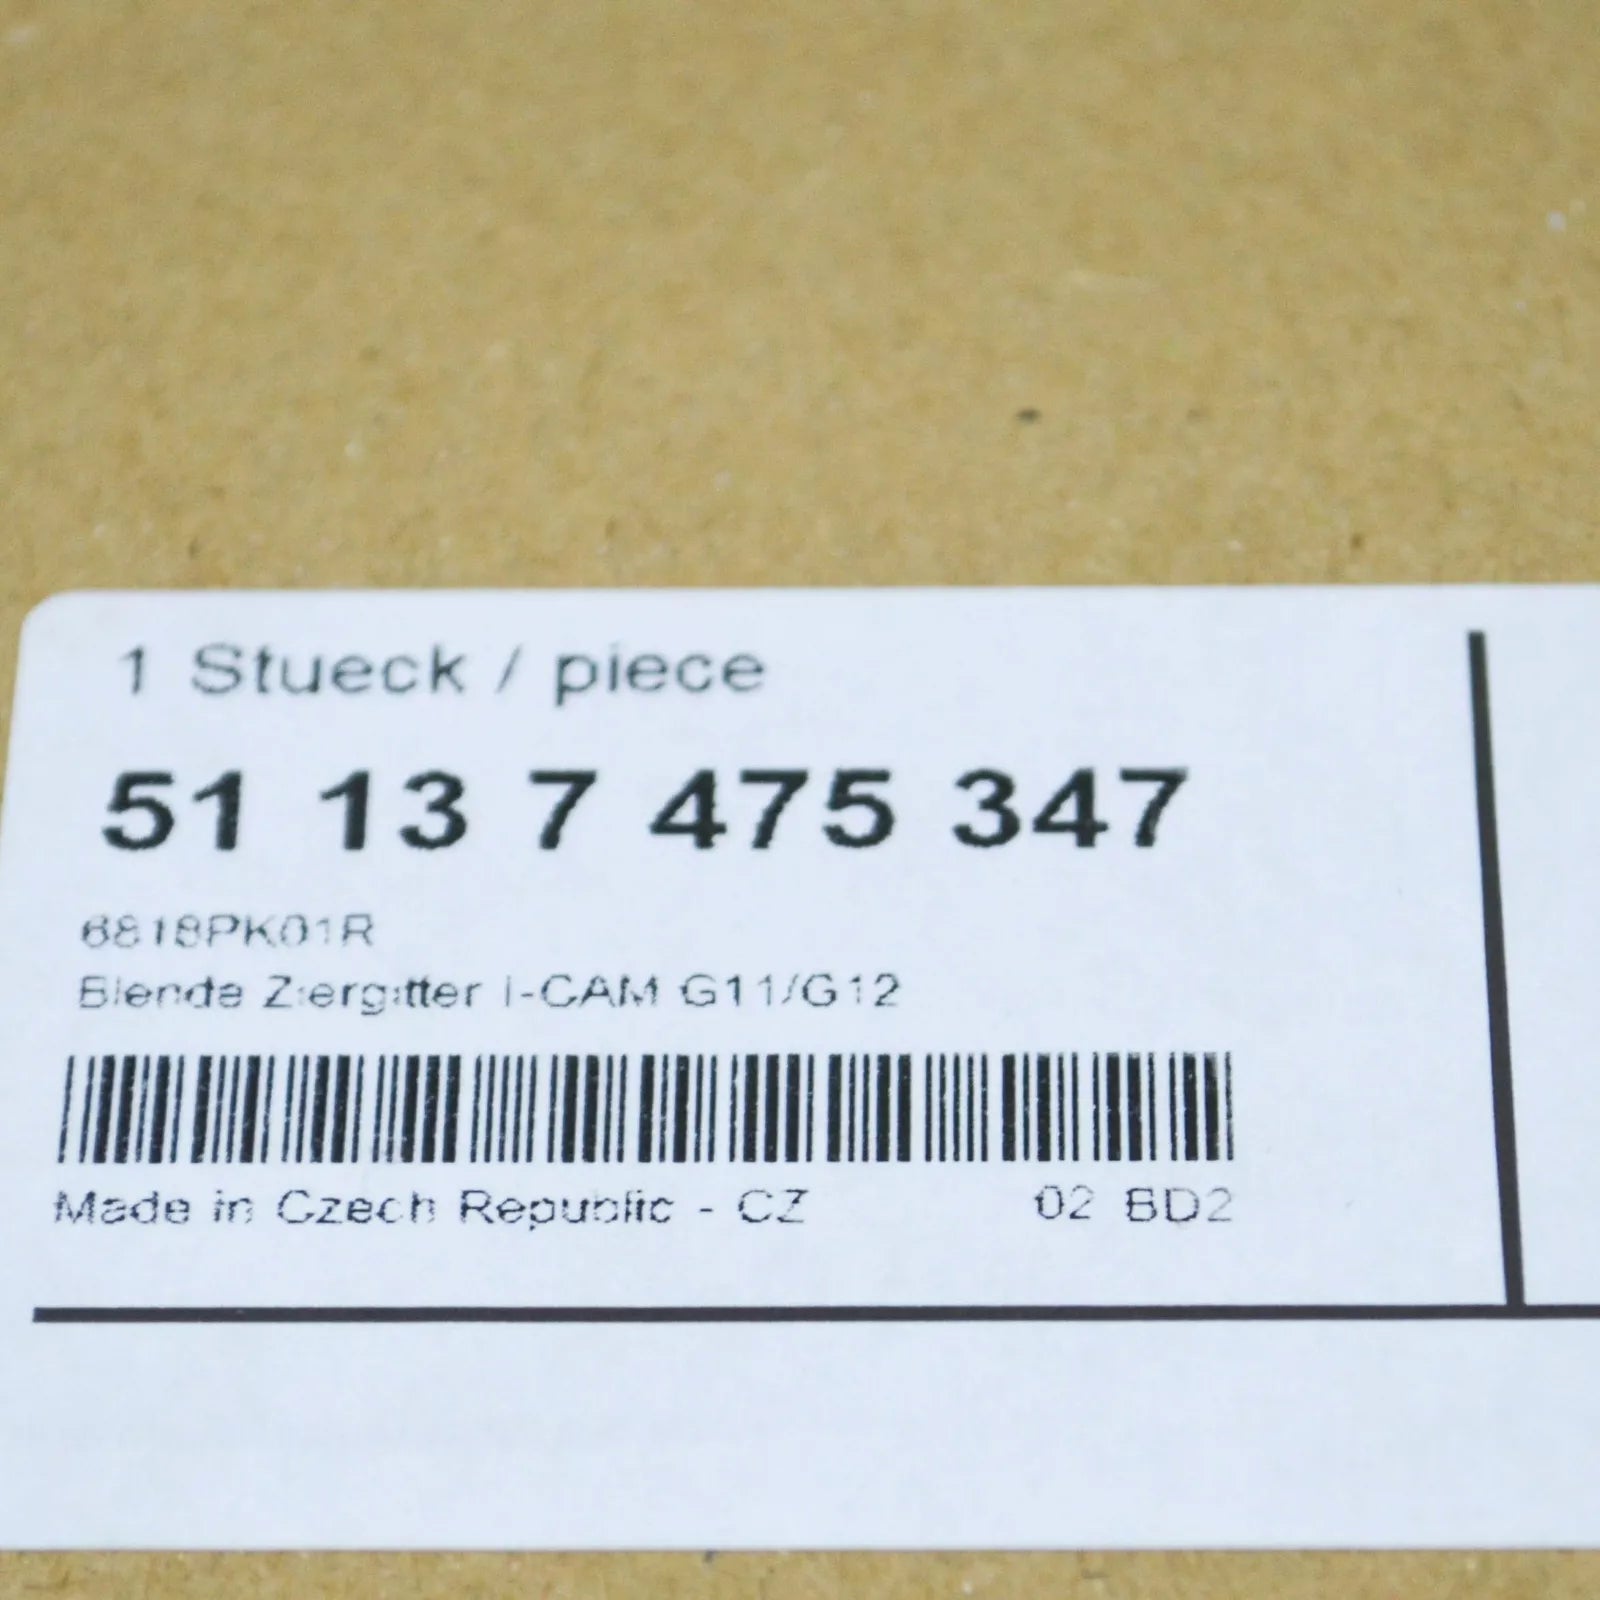 1 Stueck / piece
51 13 7 475 347
6818PK01R
Blende Ziergitter I-CAM G11/G12
Made in Czech Republic - CZ 02 BD2